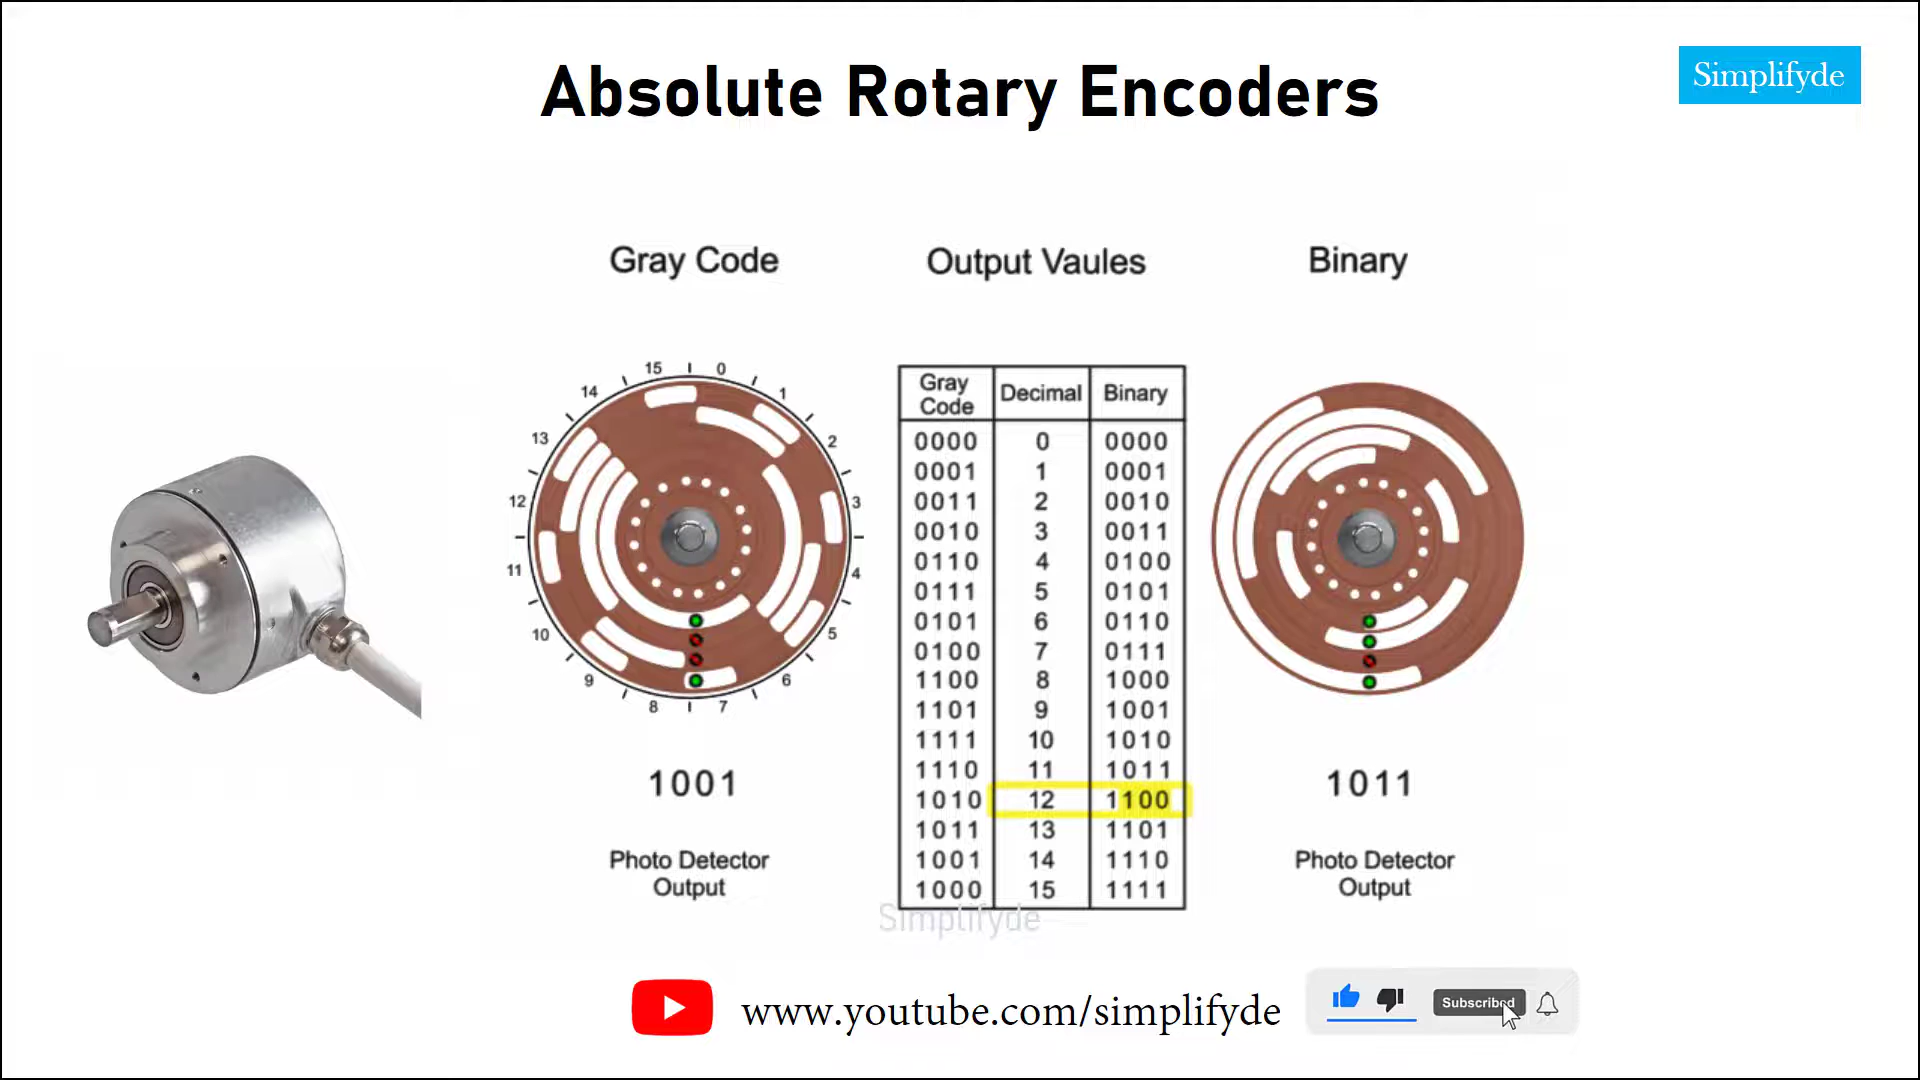 Absolute Rotary Encoders
Simplifyde
Gray Code
Output Vaules
Binary
15
0
14
1
13
2
12
3
11
4
10
5
9
6
8
7
Gray Code Decimal Binary
0000 0 0000
0001 1 0001
0011 2 0010
0010 3 0011
0110 4 0100
0111 5 0101
0101 6 0110
0100 7 0111
1100 8 1000
1101 9 1001
1111 10 1010
1110 11 1011
1010 12 1100
1011 13 1101
1001 14 1110
1000 15 1111
1001
Photo Detector
Output
1011
Photo Detector
Output
Simplifyde
www.youtube.com/simplifyde
Subscribed